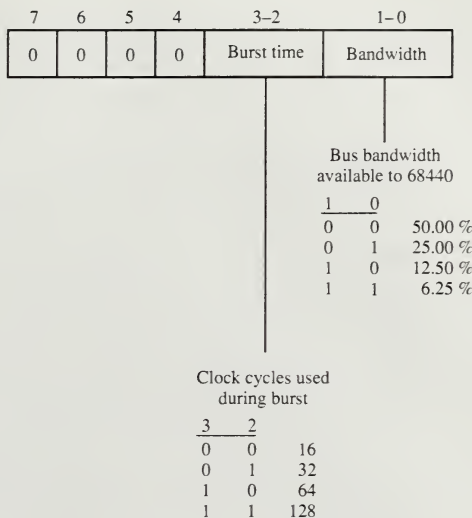 7 6 5 4 3–2 1–0
0 0 0 0 Burst time Bandwidth
Bus bandwidth
available to 68440
1 0
0 0 50.00 %
0 1 25.00 %
1 0 12.50 %
1 1 6.25 %
Clock cycles used
during burst
3 2
0 0 16
0 1 32
1 0 64
1 1 128